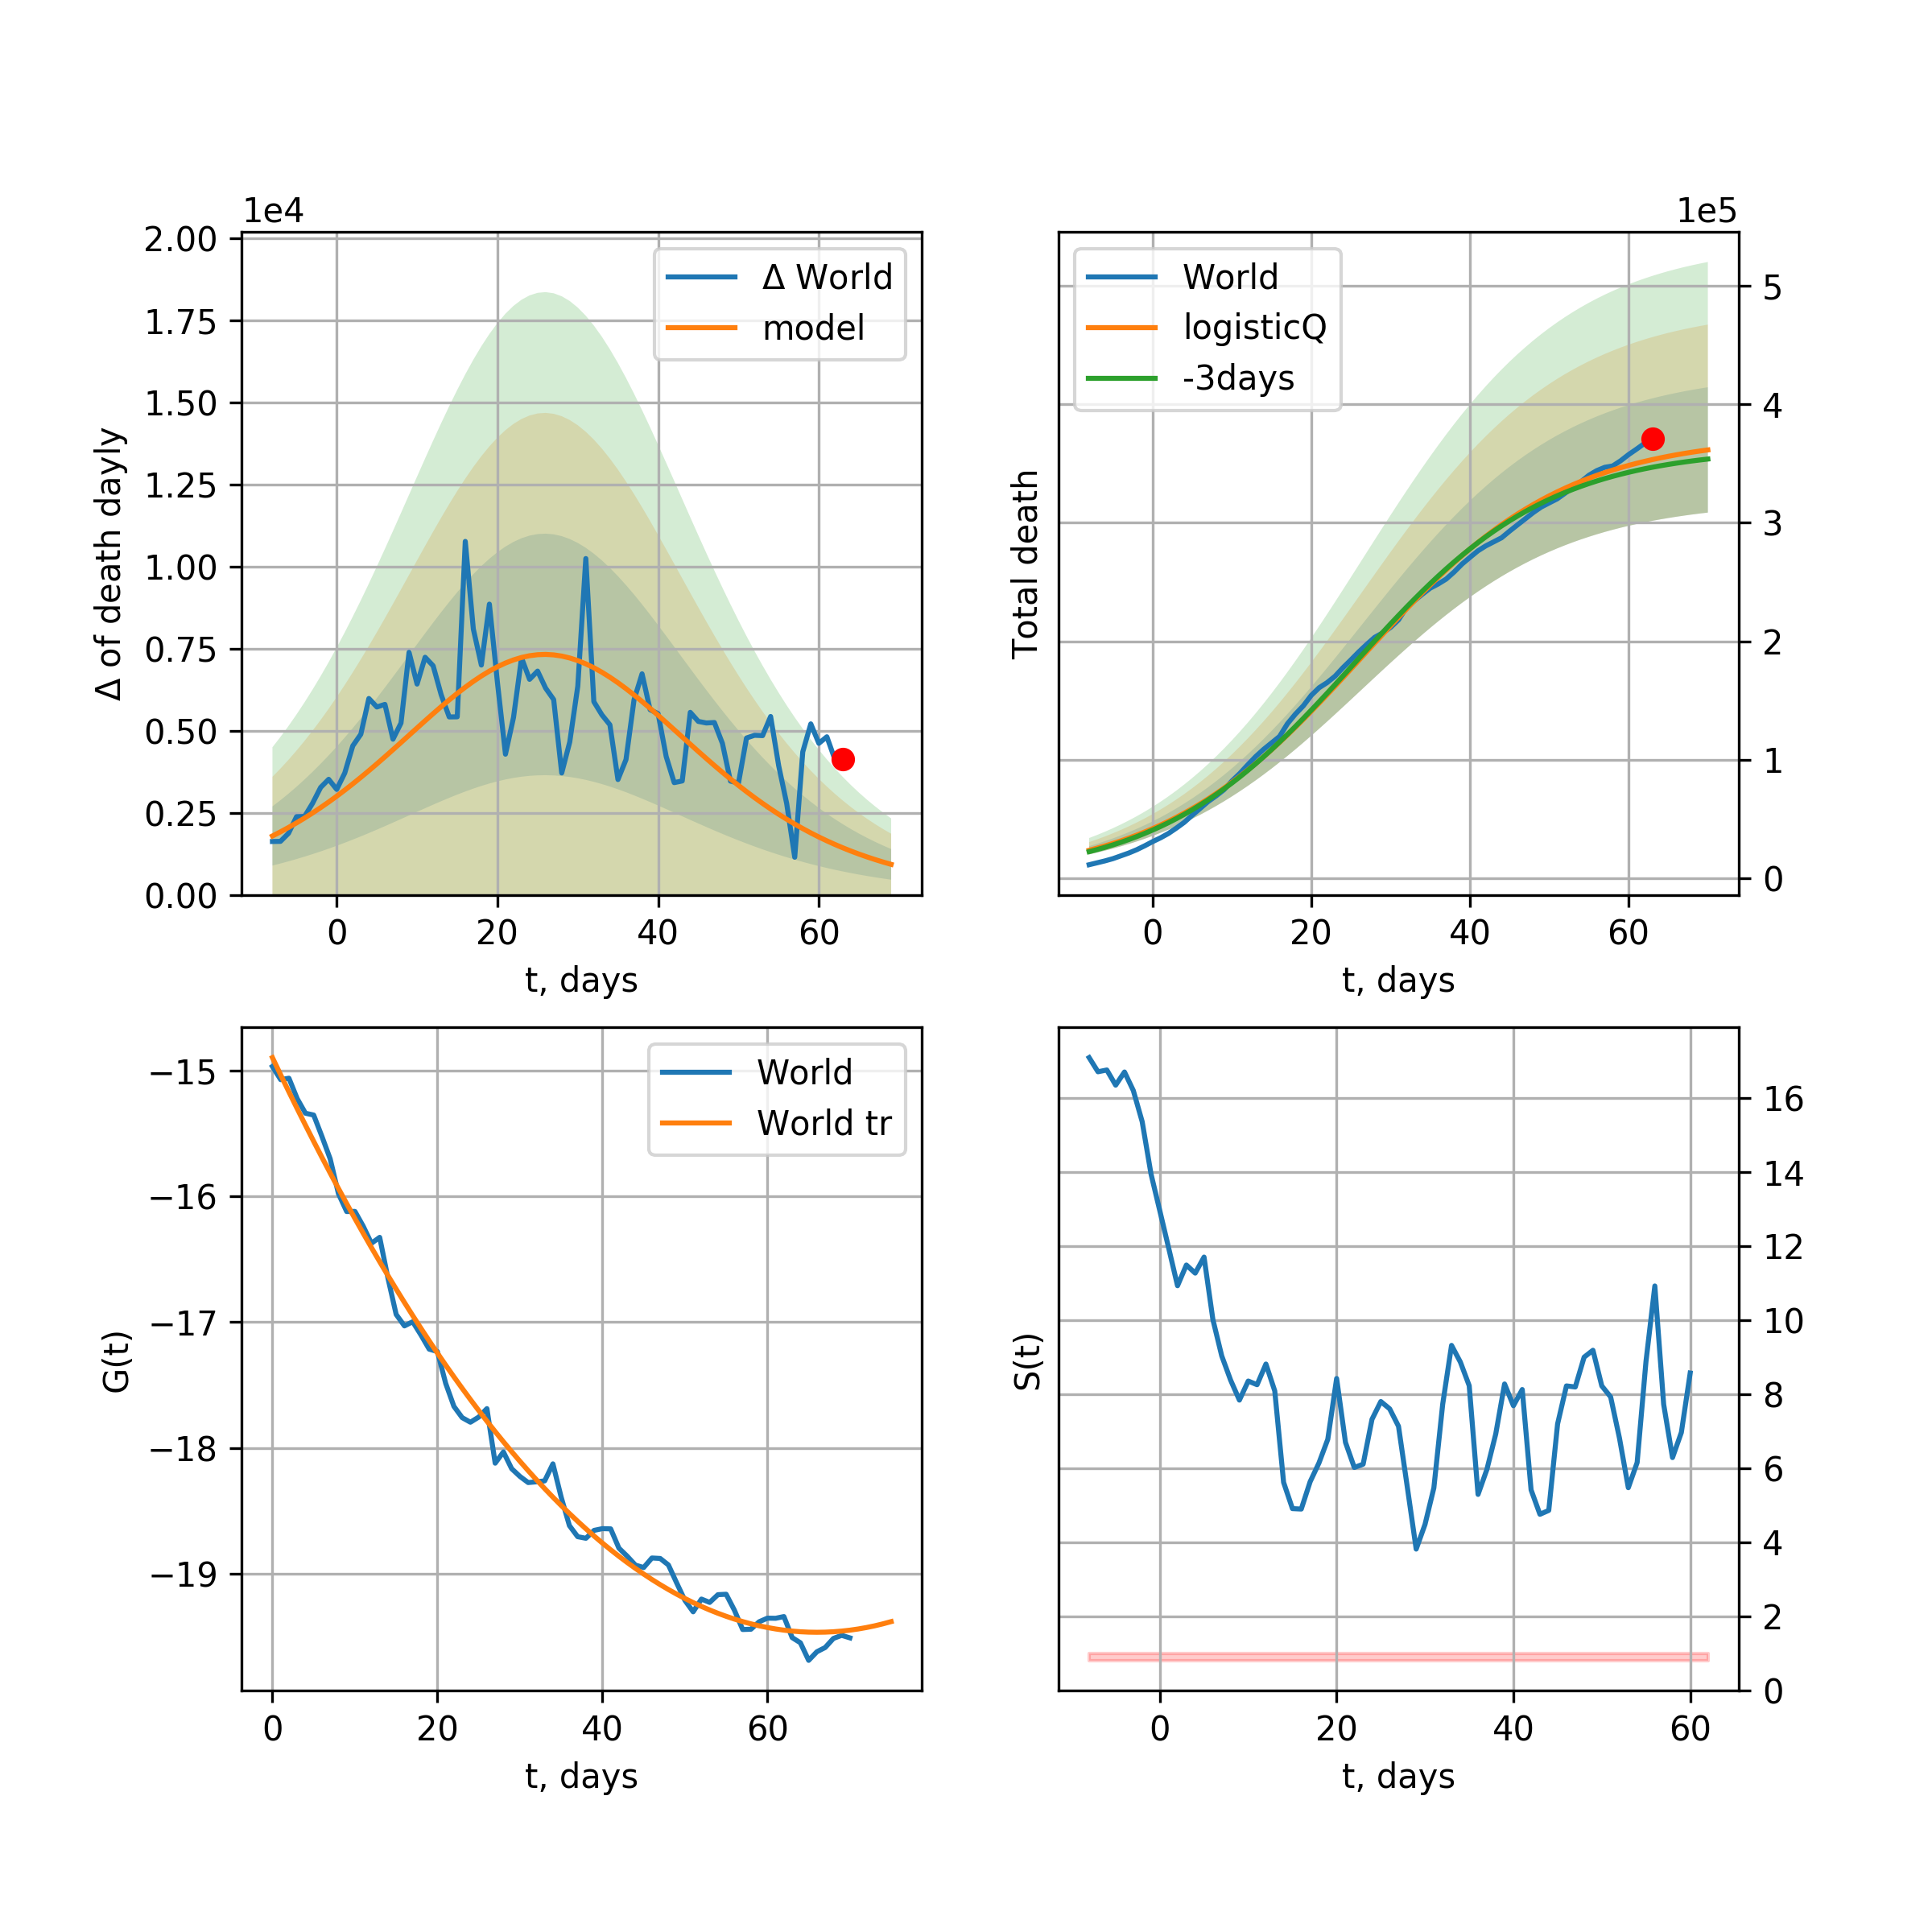 1e4
2.00
1.75
1.50
1.25
1.00
0.75
0.50
0.25
0.00
Δ of death dayly
Δ World
model
0 20 40 60
t, days
1e5
5
4
3
2
1
0
Total death
World
logisticQ
-3days
0 20 40 60
t, days
−15
−16
−17
−18
−19
G(t)
World
World tr
0 20 40 60
t, days
16
14
12
10
8
6
4
2
0
S(t)
0 20 40 60
t, days